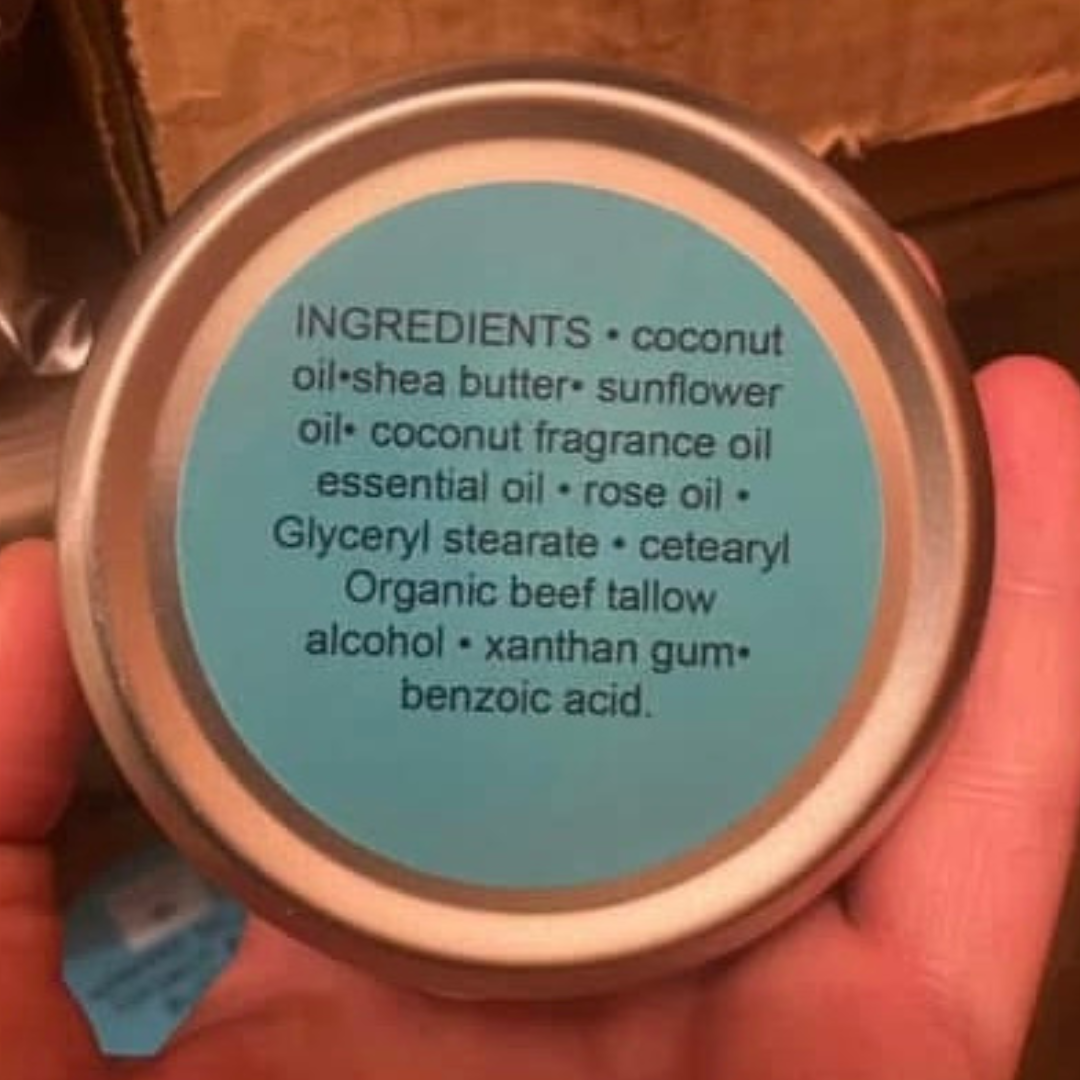 INGREDIENTS • coconut
oil•shea butter• sunflower
oil• coconut fragrance oil
essential oil • rose oil •
Glyceryl stearate • cetearyl
Organic beef tallow
alcohol • xanthan gum•
benzoic acid.